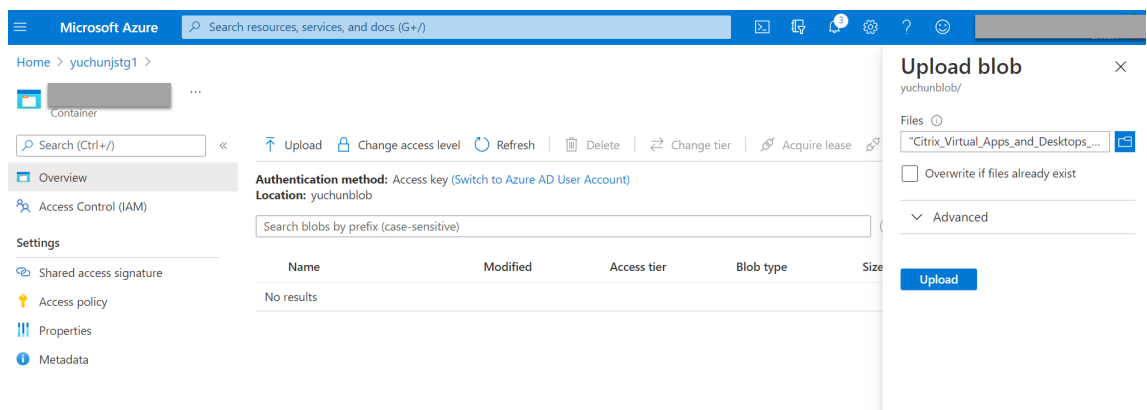 Microsoft Azure
Search resources, services, and docs (G+/)
3
Home > yuchunjstg1 >
...
Container
Search (Ctrl+/)
«
Overview
Access Control (IAM)
Settings
Shared access signature
Access policy
Properties
Metadata
Upload
Change access level
Refresh
Delete
Change tier
Acquire lease
Authentication method: Access key (Switch to Azure AD User Account)
Location: yuchunblob
Search blobs by prefix (case-sensitive)
Name Modified Access tier Blob type Size
No results
Upload blob
yuchunblob/
Files
"Citrix_Virtual_Apps_and_Desktops_...
Overwrite if files already exist
Advanced
Upload